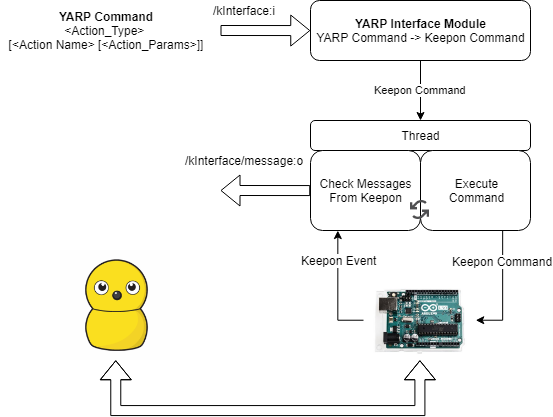 YARP Command
<Action_Type>
[<Action Name> [<Action_Params>]]
/kInterface:i
YARP Interface Module
YARP Command -> Keepon Command
Keepon Command
Thread
/kInterface/message:o
Check Messages
From Keepon
Execute
Command
Keepon Event
Keepon Command